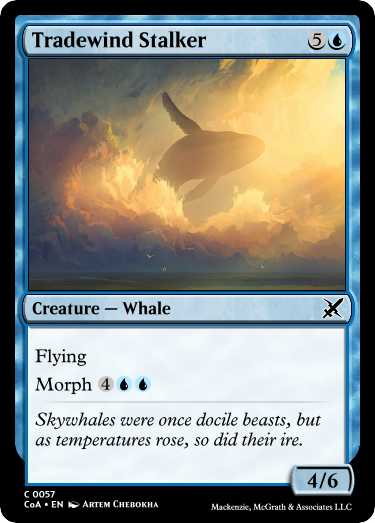 Tradewind Stalker 5
Creature — Whale
Flying
Morph 4
Skywhales were once docile beasts, but
as temperatures rose, so did their ire.
4/6
C 0057
CoA • EN Artem Chebokha
Mackenzie, McGrath & Associates LLC